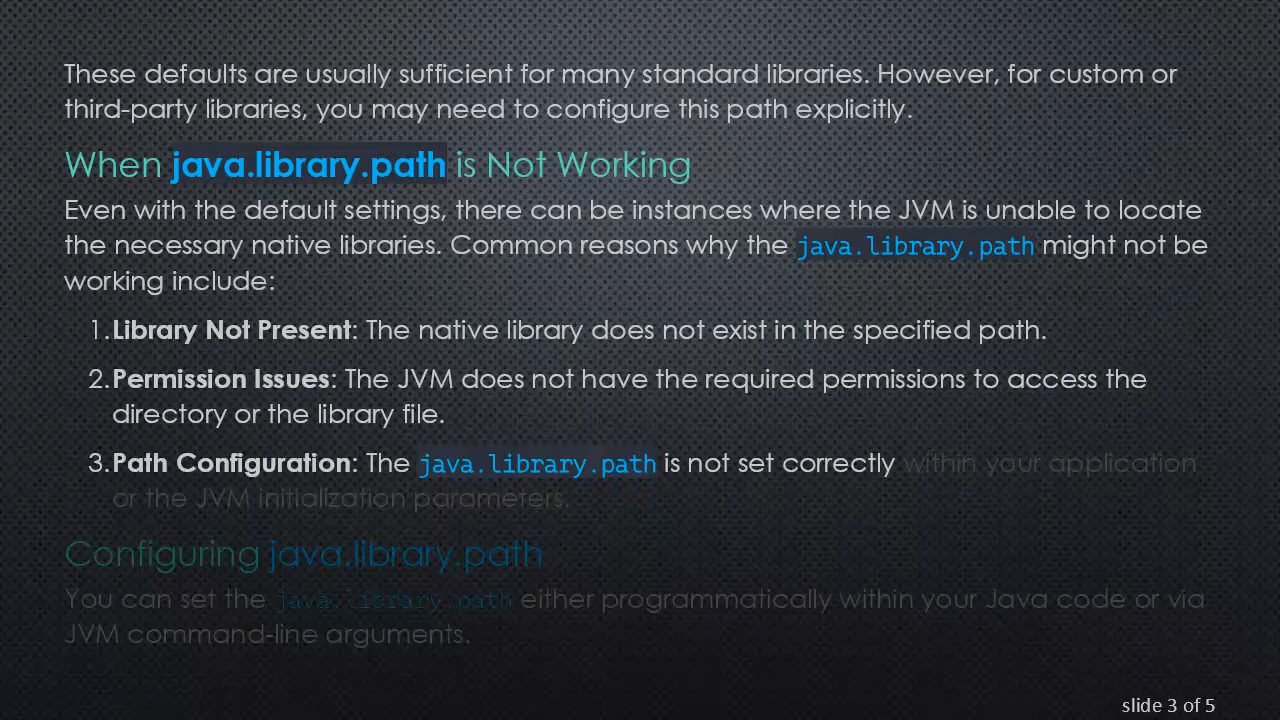 These defaults are usually sufficient for many standard libraries. However, for custom or
third-party libraries, you may need to configure this path explicitly.
When java.library.path is Not Working
Even with the default settings, there can be instances where the JVM is unable to locate
the necessary native libraries. Common reasons why the java.library.path might not be
working include:
1. Library Not Present: The native library does not exist in the specified path.
2. Permission Issues: The JVM does not have the required permissions to access the
directory or the library file.
3. Path Configuration: The java.library.path is not set correctly within your application
or the JVM initialization parameters.
Configuring java.library.path
You can set the java.library.path either programmatically within your Java code or via
JVM command-line arguments.
slide 3 of 5